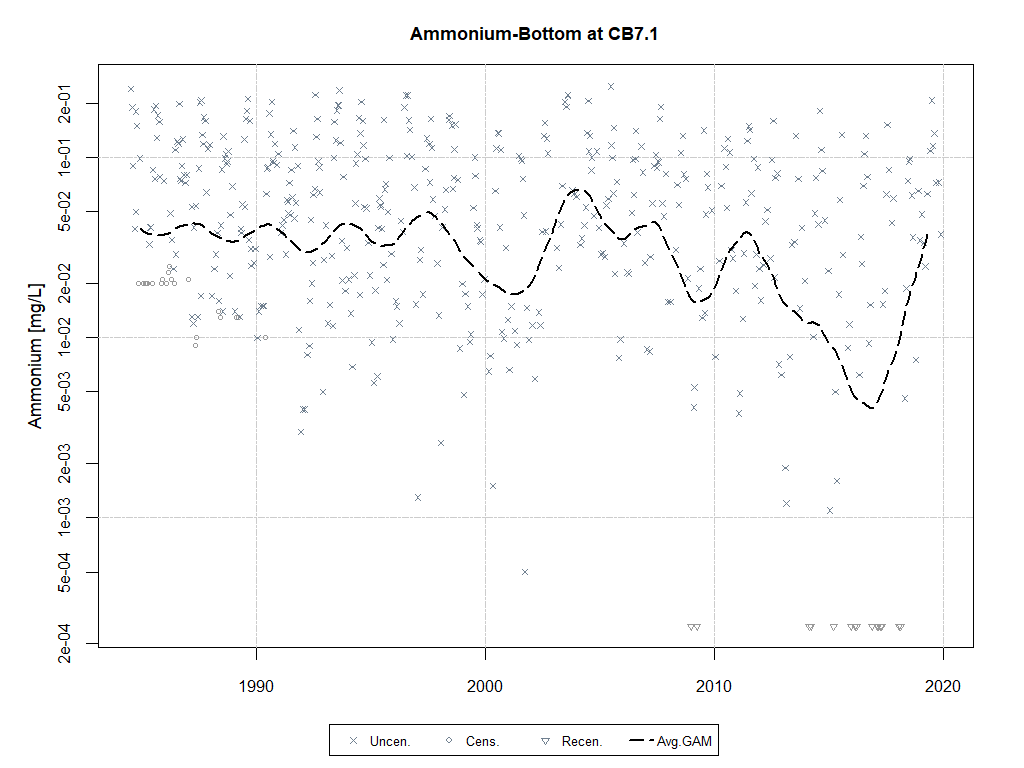 Ammonium-Bottom at CB7.1
Ammonium [mg/L]
2e-01
1e-01
5e-02
2e-02
1e-02
5e-03
2e-03
1e-03
5e-04
2e-04
1990 2000 2010 2020
Uncen. Cens. Recen. Avg.GAM